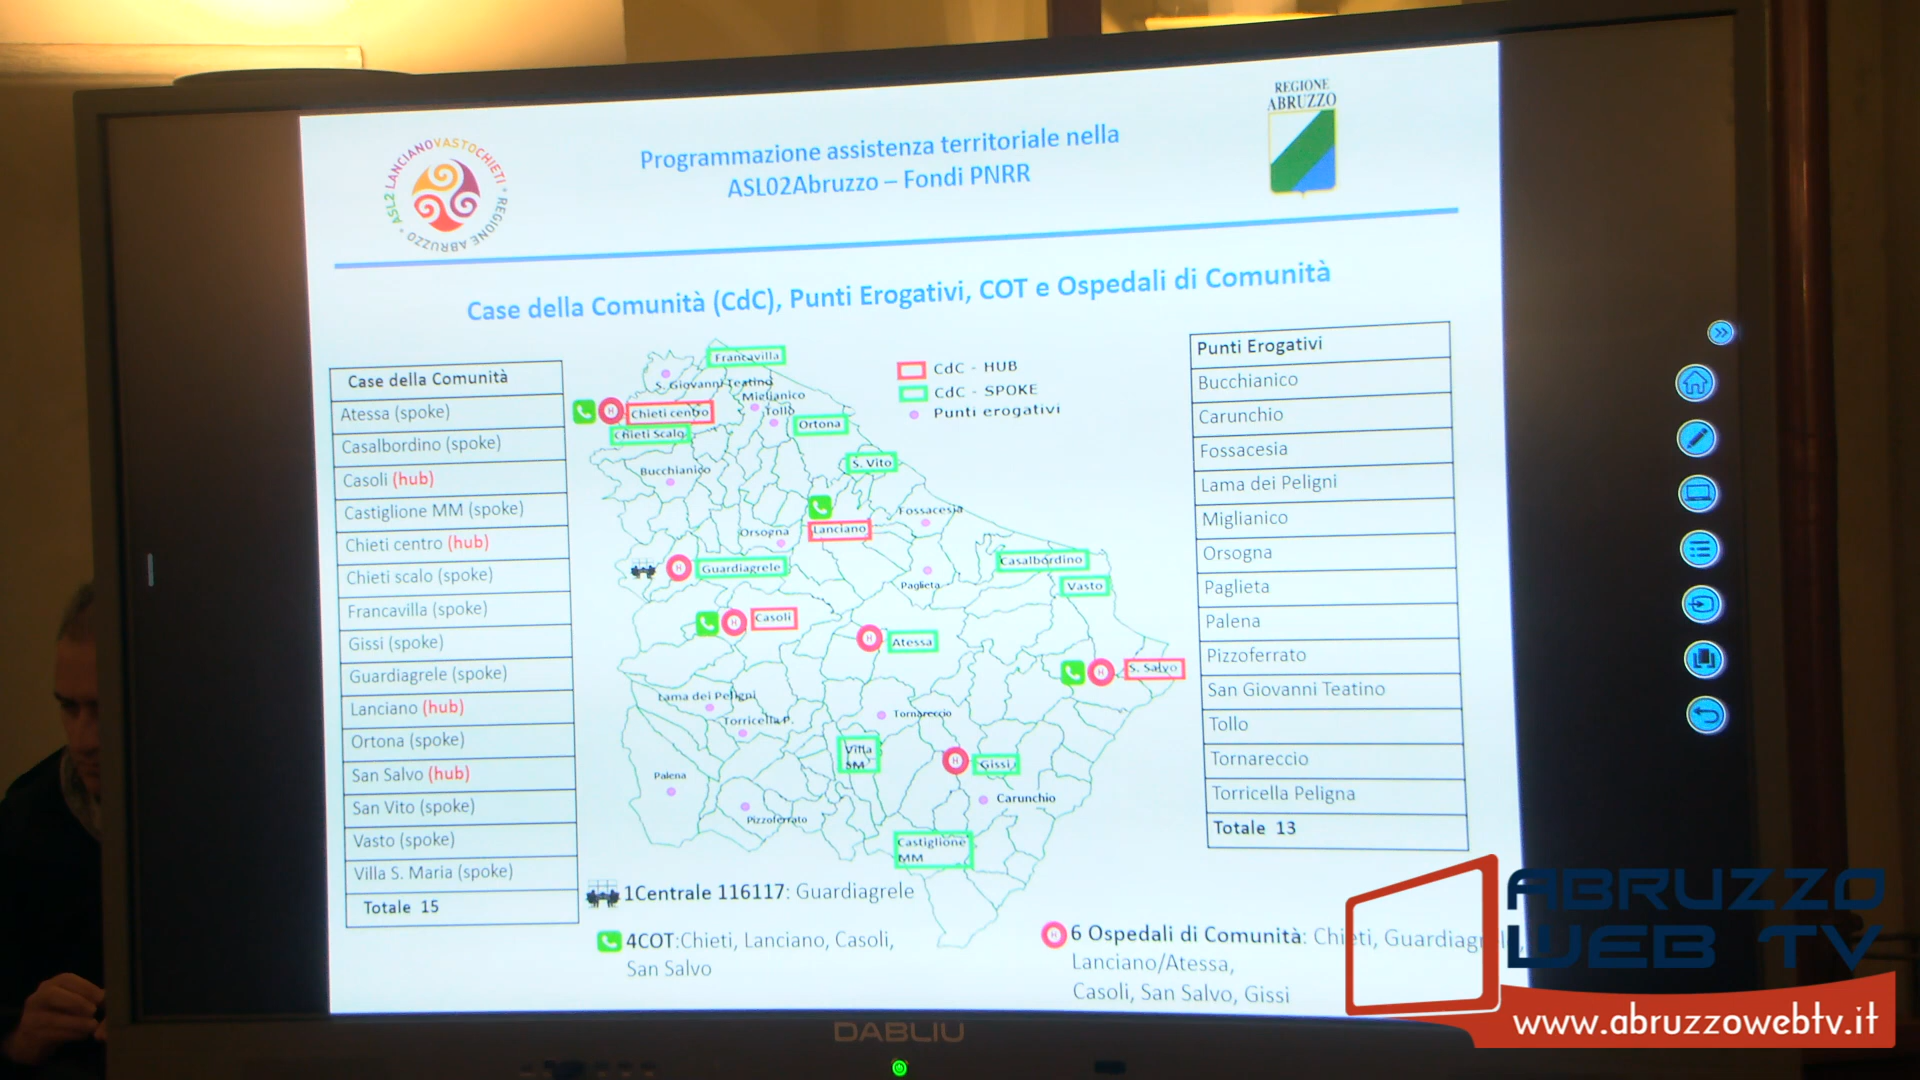 ASL2 LANCIANOVASTOCHIETI • REGIONE ABRUZZO •
Programmazione assistenza territoriale nella
ASL02Abruzzo – Fondi PNRR
REGIONE
ABRUZZO
Case della Comunità (CdC), Punti Erogativi, COT e Ospedali di Comunità
Case della Comunità
Atessa (spoke)
Casalbordino (spoke)
Casoli (hub)
Castiglione MM (spoke)
Chieti centro (hub)
Chieti scalo (spoke)
Francavilla (spoke)
Gissi (spoke)
Guardiagrele (spoke)
Lanciano (hub)
Ortona (spoke)
San Salvo (hub)
San Vito (spoke)
Vasto (spoke)
Villa S. Maria (spoke)
Totale 15
Francavilla
S. Giovanni Teatino
Miglianico
Tollo
Chieti centro
Chieti Scalo
Ortona
S. Vito
Bucchianico
Fossacesia
Lanciano
Orsogna
Casalbordino
Guardiagrele
Vasto
Paglieta
Casoli
Atessa
S. Salvo
Lama dei Peligni
Torricella P.
Tornareccio
Villa
SM
Gissi
Palena
Carunchio
Pizzoferrato
Castiglione
MM
CdC - HUB
CdC - SPOKE
Punti erogativi
Punti Erogativi
Bucchianico
Carunchio
Fossacesia
Lama dei Peligni
Miglianico
Orsogna
Paglieta
Palena
Pizzoferrato
San Giovanni Teatino
Tollo
Tornareccio
Torricella Peligna
Totale 13
1Centrale 116117: Guardiagrele
4COT:Chieti, Lanciano, Casoli,
San Salvo
6 Ospedali di Comunità: Chieti, Guardiagrele,
Lanciano/Atessa,
Casoli, San Salvo, Gissi
DABLIU
ABRUZZO
WEB TV
www.abruzzowebtv.it